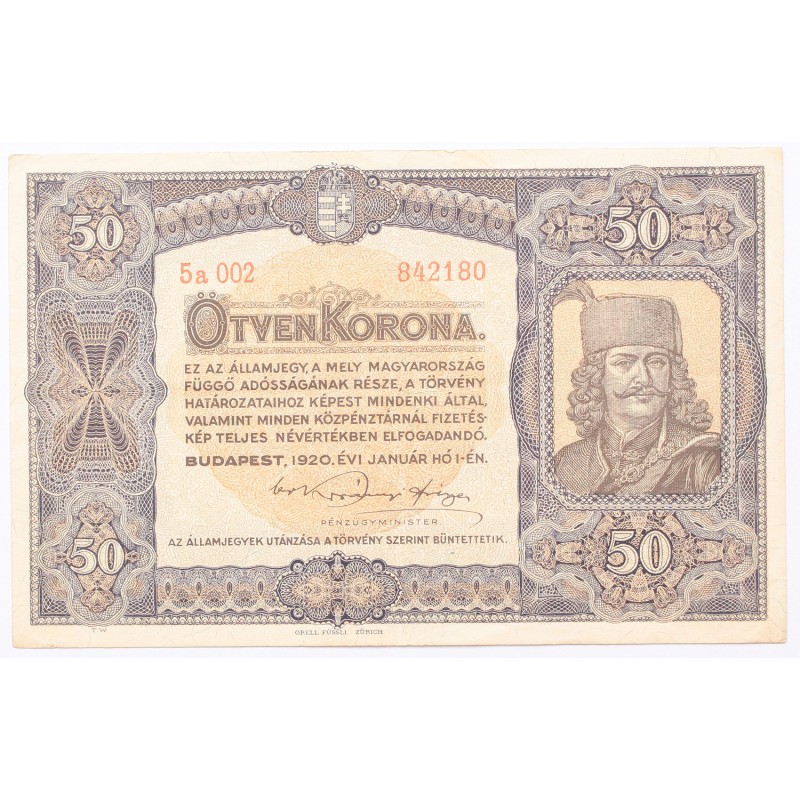 50 50
5a 002 842180
ÖTVEN KORONA.
EZ AZ ÁLLAMJEGY, A MELY MAGYARORSZÁG
FÜGGŐ ADÓSSÁGÁNAK RÉSZE, A TÖRVÉNY
HATÁROZATAIHOZ KÉPEST MINDENKI ÁLTAL,
VALAMINT MINDEN KÖZPÉNZTÁRNÁL FIZETÉS-
KÉP TELJES NÉVÉRTÉKBEN ELFOGADANDÓ.
BUDAPEST, 1920. ÉVI JANUÁR HÓ 1-ÉN.
PÉNZÜGYMINISTER
AZ ÁLLAMJEGYEK UTÁNZÁSA A TÖRVÉNY SZERINT BÜNTETTETIK.
50 50
T W
ORELL FÜSSLI ZÜRICH